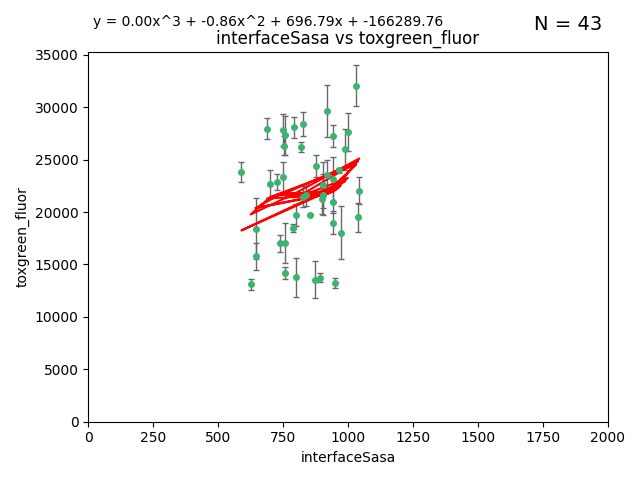 y = 0.00x^3 + -0.86x^2 + 696.79x + -166289.76
N = 43
interfaceSasa vs toxgreen_fluor
35000
30000
25000
20000
15000
10000
5000
0
toxgreen_fluor
0 250 500 750 1000 1250 1500 1750 2000
interfaceSasa